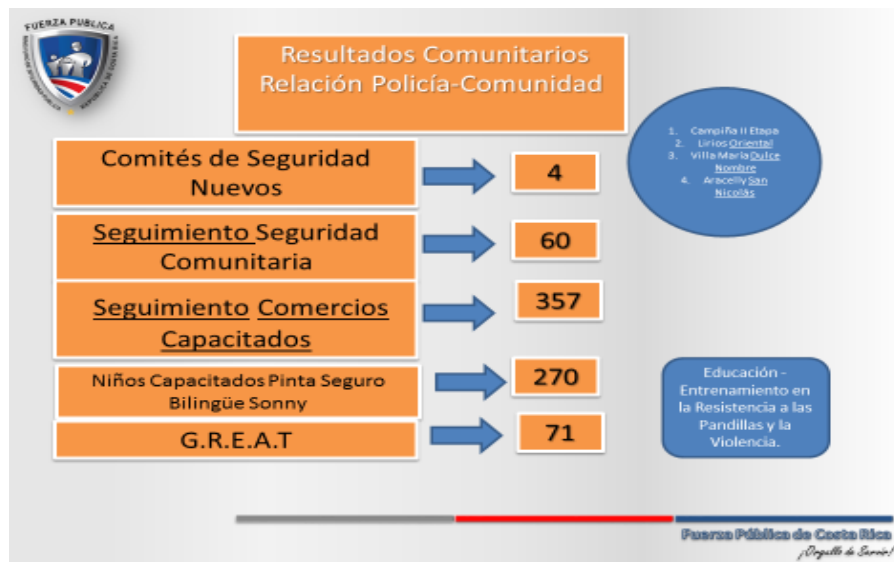 FUERZA PUBLICA
Resultados Comunitarios
Relación Policía-Comunidad
Comités de Seguridad
Nuevos
4
1. Campiña II Etapa
2. Lirios Oriental
3. Villa María Dulce
Nombre
4. Aracelly San
Nicolás
Seguimiento Seguridad
Comunitaria
60
Seguimiento Comercios
Capacitados
357
Niños Capacitados Pinta Seguro
Bilingüe Sonny
270
G.R.E.A.T
71
Educación -
Entrenamiento en
la Resistencia a las
Pandillas y la
Violencia.
Fuerza Pública de Costa Rica
¡Orgullo de Servir!